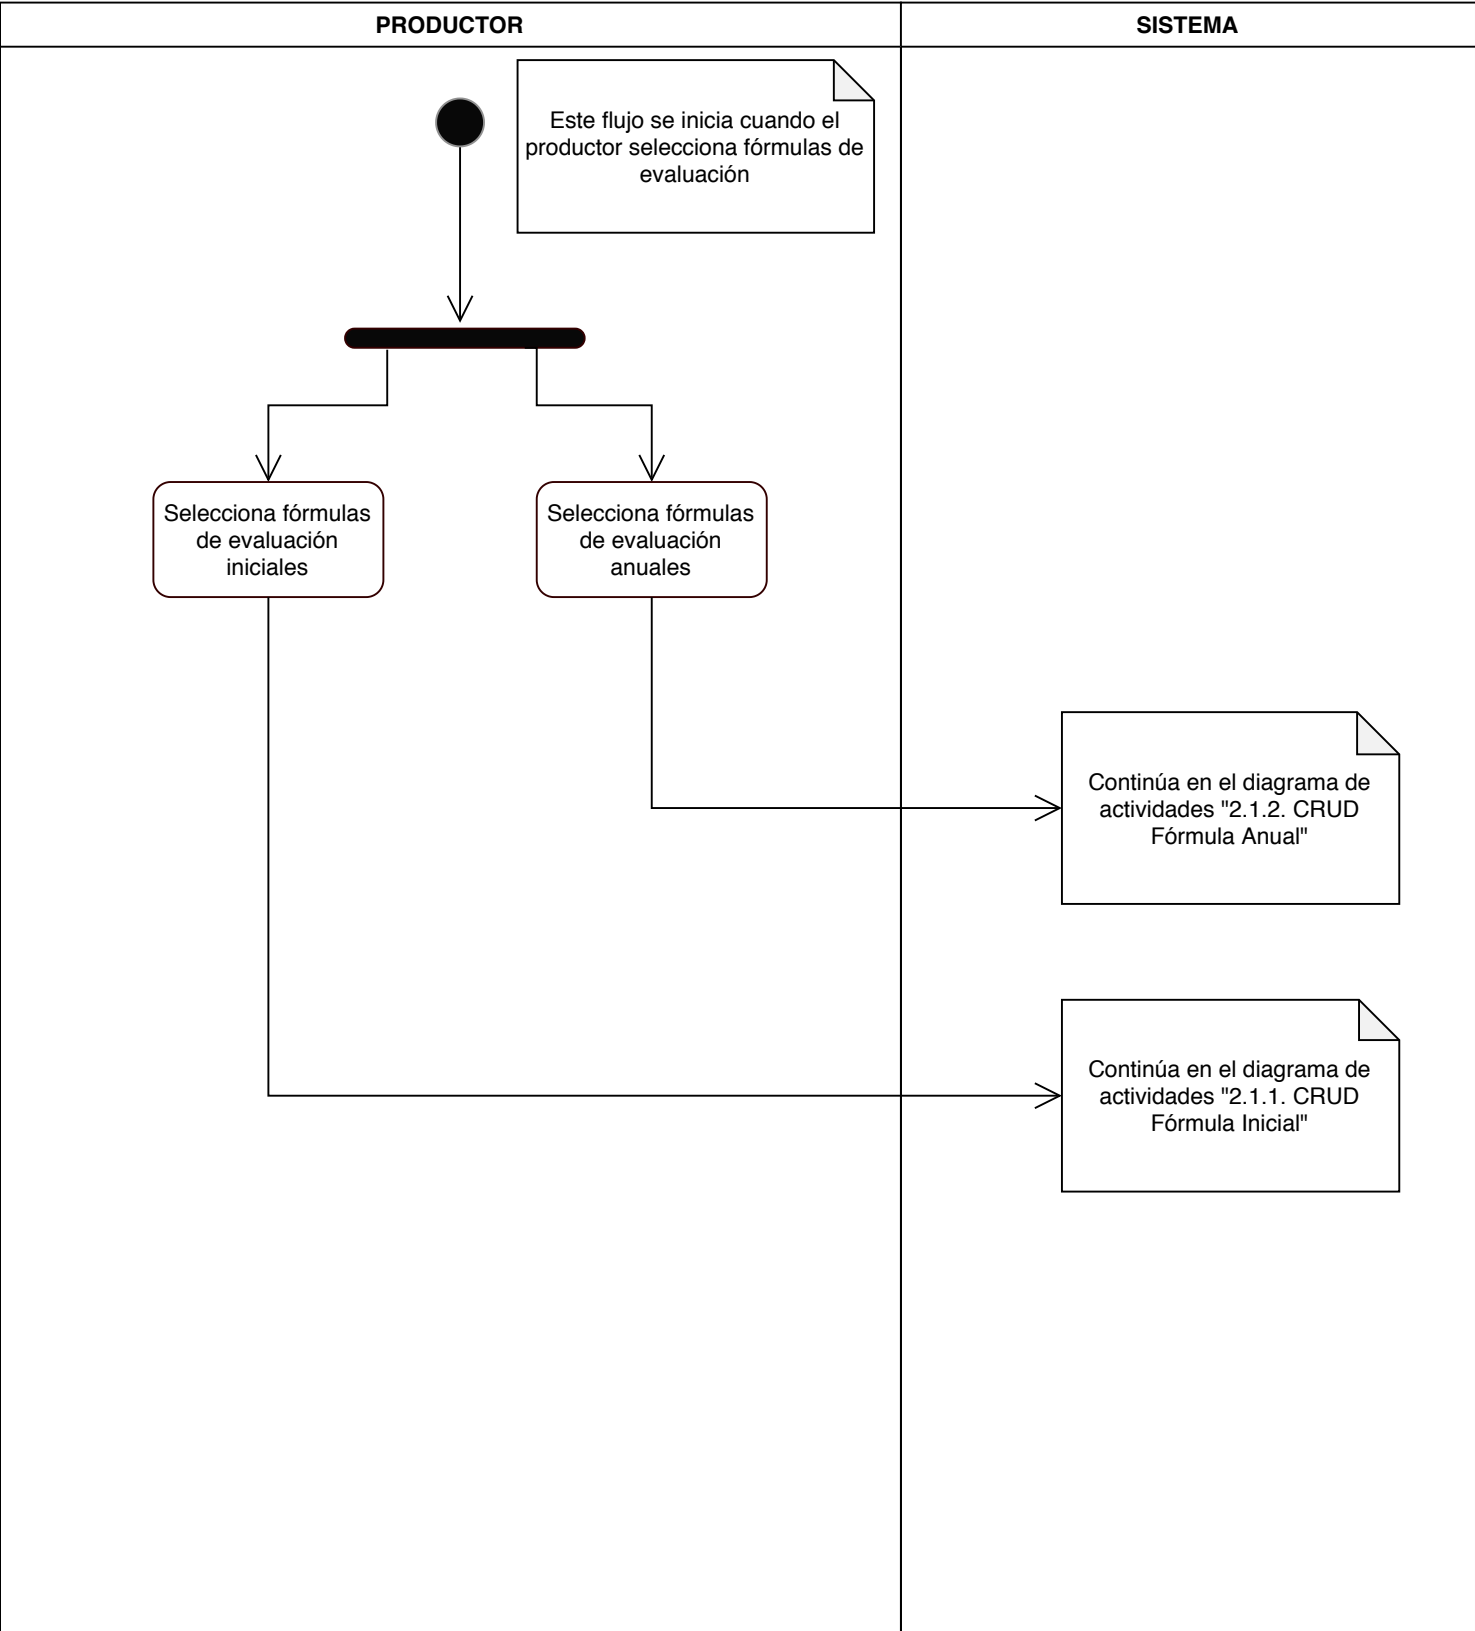 PRODUCTOR
SISTEMA
Este flujo se inicia cuando el
productor selecciona fórmulas de
evaluación
Selecciona fórmulas
de evaluación
iniciales
Selecciona fórmulas
de evaluación
anuales
Continúa en el diagrama de
actividades "2.1.2. CRUD
Fórmula Anual"
Continúa en el diagrama de
actividades "2.1.1. CRUD
Fórmula Inicial"